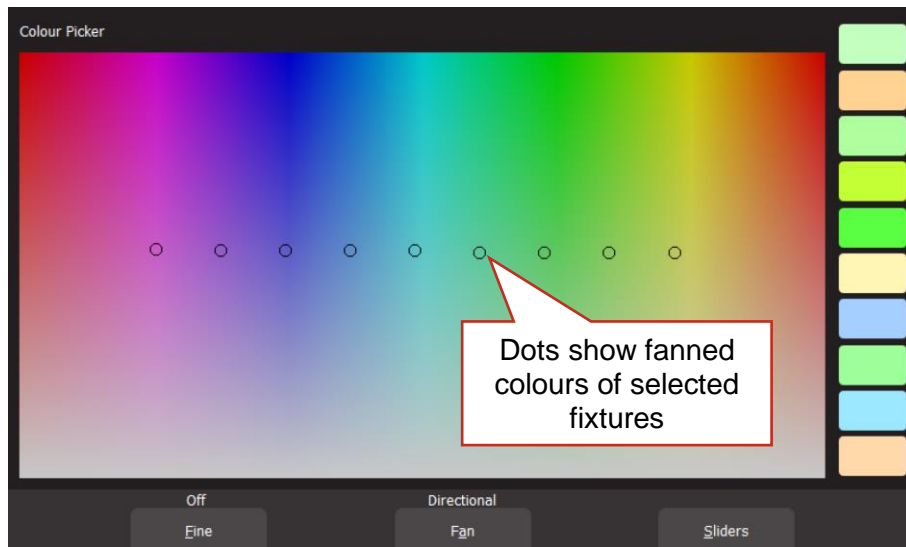 Colour Picker
Dots show fanned
colours of selected
fixtures
Off
Directional
Fine
Fan
Sliders